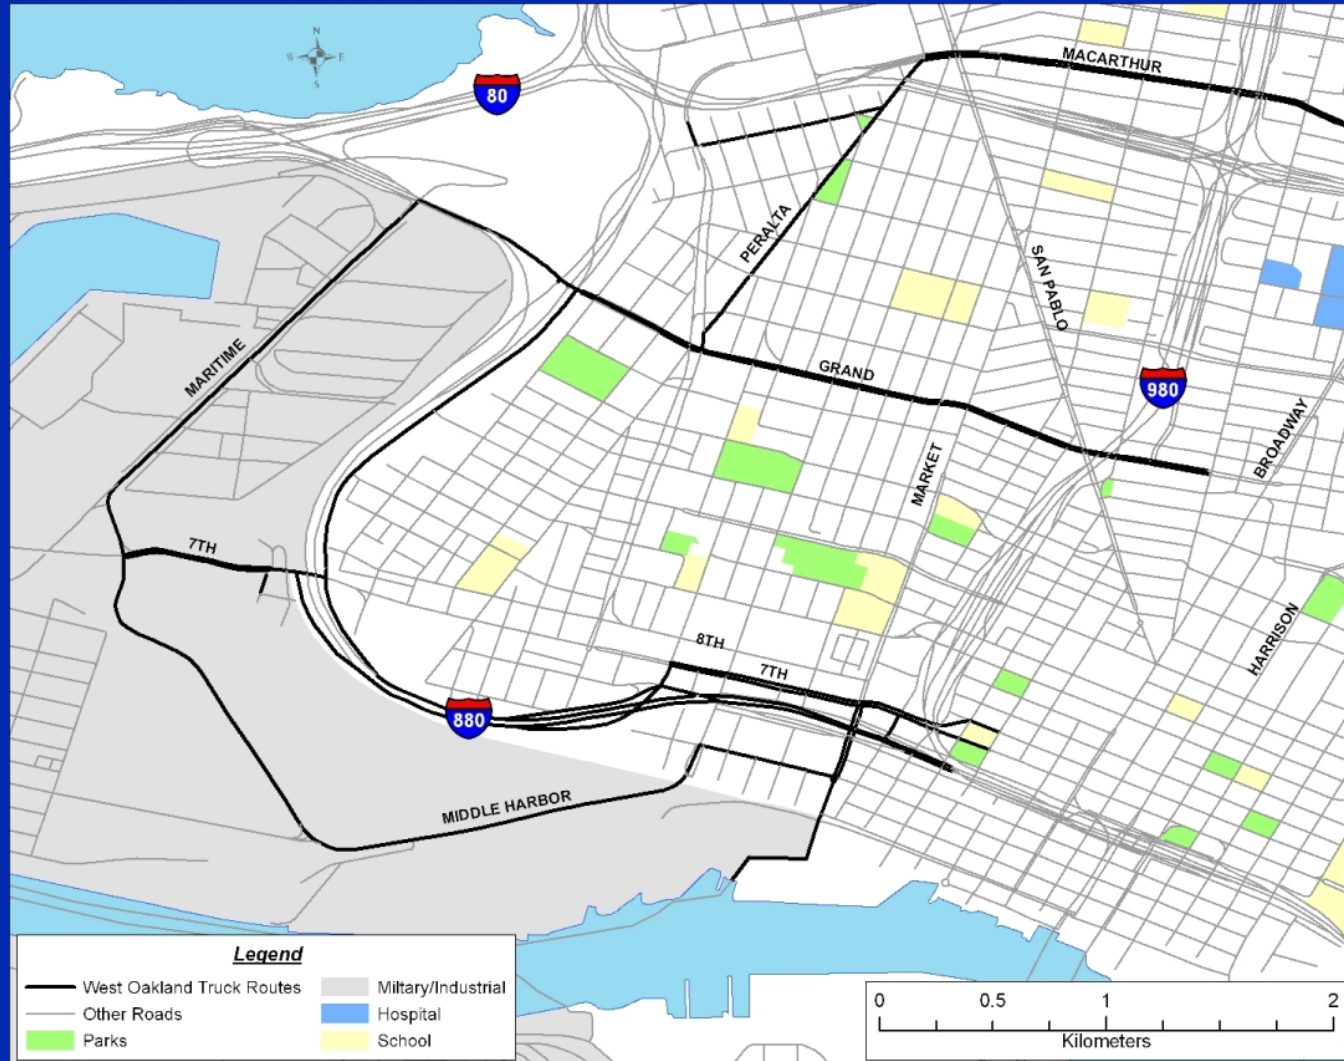 N
W E
S
80
MACARTHUR
PERALTA
SAN PABLO
MARITIME
GRAND
980
BROADWAY
MARKET
7TH
HARRISON
8TH
7TH
880
MIDDLE HARBOR
Legend
West Oakland Truck Routes
Other Roads
Parks
Miltary/Industrial
Hospital
School
0 0.5 1 2
Kilometers